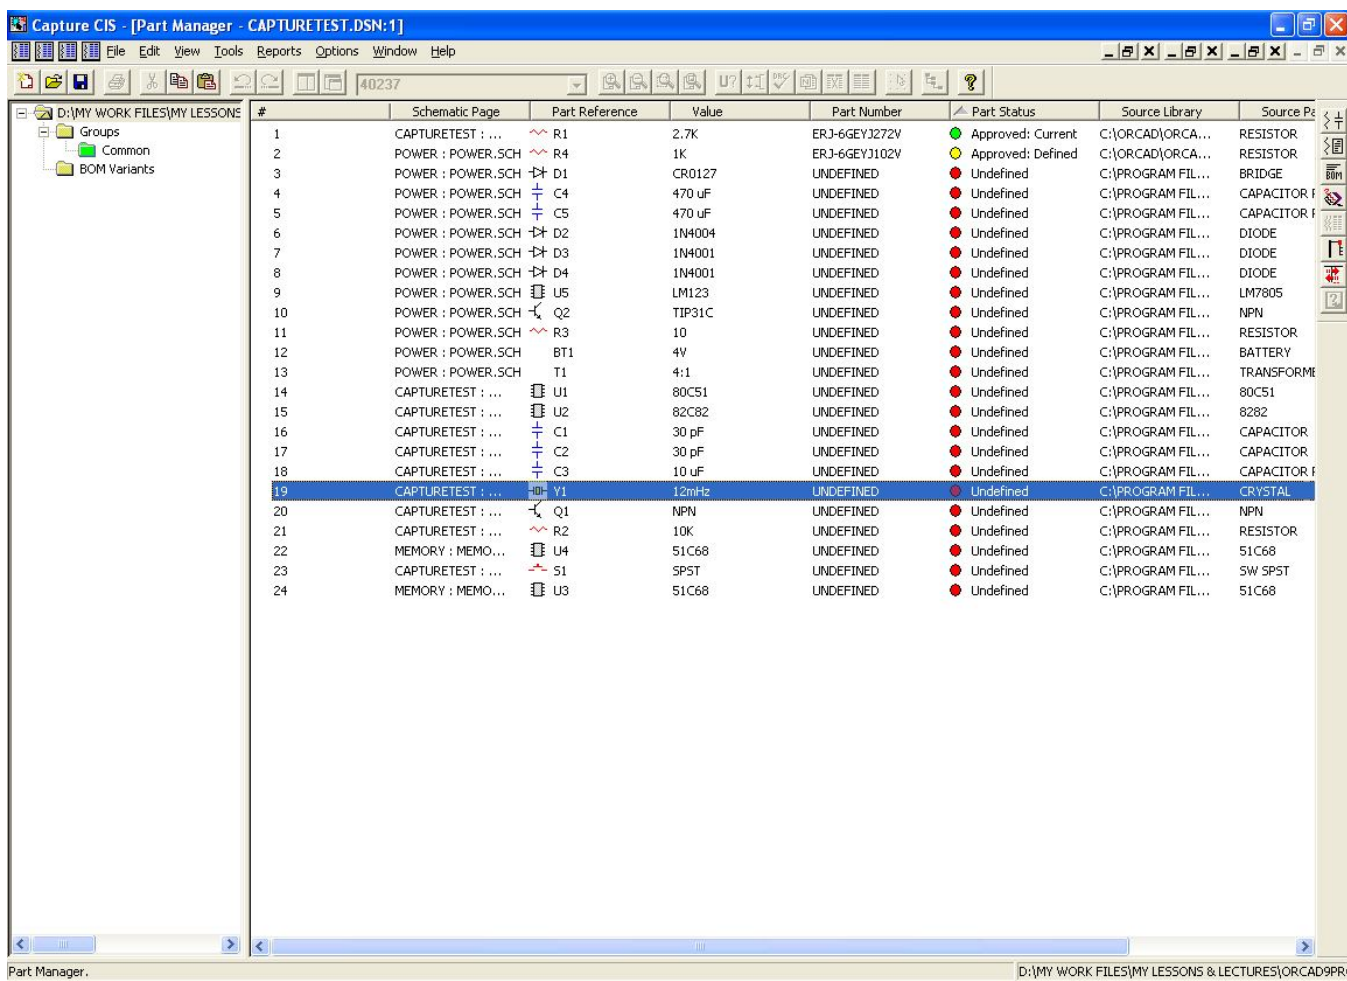 Capture CIS - [Part Manager - CAPTURETEST.DSN:1]
File Edit View Tools Reports Options Window Help
40237
U?
D:\MY WORK FILES\MY LESSONS
Groups
Common
BOM Variants
# Schematic Page Part Reference Value Part Number Part Status Source Library Source Pa
1 CAPTURETEST : ... R1 2.7K ERJ-6GEYJ272V Approved: Current C:\ORCAD\ORCA... RESISTOR
2 POWER : POWER.SCH R4 1K ERJ-6GEYJ102V Approved: Defined C:\ORCAD\ORCA... RESISTOR
3 POWER : POWER.SCH D1 CR0127 UNDEFINED Undefined C:\PROGRAM FIL... BRIDGE
4 POWER : POWER.SCH C4 470 uF UNDEFINED Undefined C:\PROGRAM FIL... CAPACITOR P
5 POWER : POWER.SCH C5 470 uF UNDEFINED Undefined C:\PROGRAM FIL... CAPACITOR P
6 POWER : POWER.SCH D2 1N4004 UNDEFINED Undefined C:\PROGRAM FIL... DIODE
7 POWER : POWER.SCH D3 1N4001 UNDEFINED Undefined C:\PROGRAM FIL... DIODE
8 POWER : POWER.SCH D4 1N4001 UNDEFINED Undefined C:\PROGRAM FIL... DIODE
9 POWER : POWER.SCH U5 LM123 UNDEFINED Undefined C:\PROGRAM FIL... LM7805
10 POWER : POWER.SCH Q2 TIP31C UNDEFINED Undefined C:\PROGRAM FIL... NPN
11 POWER : POWER.SCH R3 10 UNDEFINED Undefined C:\PROGRAM FIL... RESISTOR
12 POWER : POWER.SCH BT1 4V UNDEFINED Undefined C:\PROGRAM FIL... BATTERY
13 POWER : POWER.SCH T1 4:1 UNDEFINED Undefined C:\PROGRAM FIL... TRANSFORME
14 CAPTURETEST : ... U1 80C51 UNDEFINED Undefined C:\PROGRAM FIL... 80C51
15 CAPTURETEST : ... U2 82C82 UNDEFINED Undefined C:\PROGRAM FIL... 8282
16 CAPTURETEST : ... C1 30 pF UNDEFINED Undefined C:\PROGRAM FIL... CAPACITOR
17 CAPTURETEST : ... C2 30 pF UNDEFINED Undefined C:\PROGRAM FIL... CAPACITOR
18 CAPTURETEST : ... C3 10 uF UNDEFINED Undefined C:\PROGRAM FIL... CAPACITOR P
19 CAPTURETEST : ... Y1 12mHz UNDEFINED Undefined C:\PROGRAM FIL... CRYSTAL
20 CAPTURETEST : ... Q1 NPN UNDEFINED Undefined C:\PROGRAM FIL... NPN
21 CAPTURETEST : ... R2 10K UNDEFINED Undefined C:\PROGRAM FIL... RESISTOR
22 MEMORY : MEMO... U4 51C68 UNDEFINED Undefined C:\PROGRAM FIL... 51C68
23 CAPTURETEST : ... S1 SPST UNDEFINED Undefined C:\PROGRAM FIL... SW SPST
24 MEMORY : MEMO... U3 51C68 UNDEFINED Undefined C:\PROGRAM FIL... 51C68
BOM
Part Manager.
D:\MY WORK FILES\MY LESSONS & LECTURES\ORCAD9PR